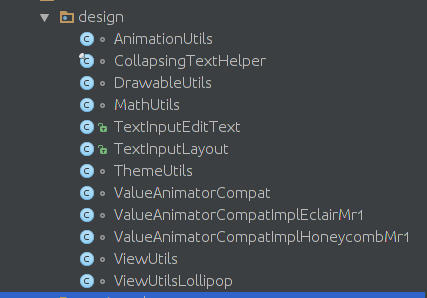 design
AnimationUtils
CollapsingTextHelper
DrawableUtils
MathUtils
TextInputEditText
TextInputLayout
ThemeUtils
ValueAnimatorCompat
ValueAnimatorCompatImplEclairMr1
ValueAnimatorCompatImplHoneycombMr1
ViewUtils
ViewUtilsLollipop